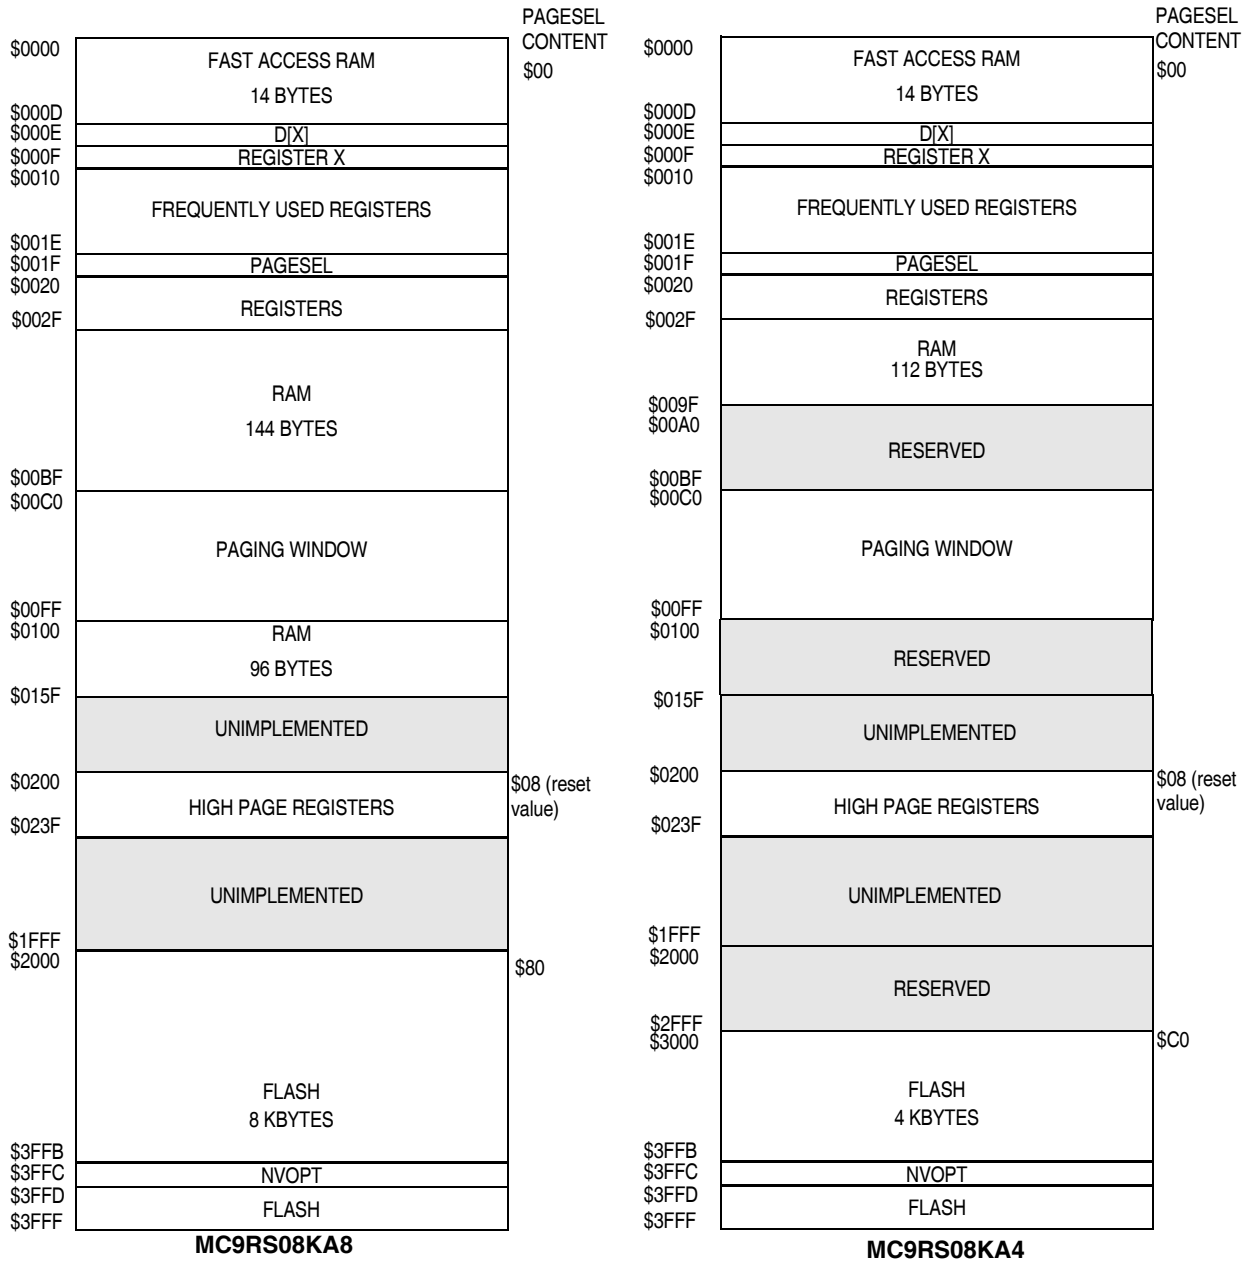 PAGESEL
CONTENT
$00
$0000
FAST ACCESS RAM
14 BYTES
$000D
$000E
D[X]
$000F
REGISTER X
$0010
FREQUENTLY USED REGISTERS
$001E
$001F
PAGESEL
$0020
REGISTERS
$002F
RAM
144 BYTES
$00BF
$00C0
PAGING WINDOW
$00FF
$0100
RAM
96 BYTES
$015F
UNIMPLEMENTED
$0200
$08 (reset
value)
HIGH PAGE REGISTERS
$023F
UNIMPLEMENTED
$1FFF
$2000
$80
FLASH
8 KBYTES
$3FFB
$3FFC
NVOPT
$3FFD
FLASH
$3FFF
MC9RS08KA8
PAGESEL
CONTENT
$00
$0000
FAST ACCESS RAM
14 BYTES
$000D
$000E
D[X]
$000F
REGISTER X
$0010
FREQUENTLY USED REGISTERS
$001E
$001F
PAGESEL
$0020
REGISTERS
$002F
RAM
112 BYTES
$009F
$00A0
RESERVED
$00BF
$00C0
PAGING WINDOW
$00FF
$0100
RESERVED
$015F
UNIMPLEMENTED
$0200
$08 (reset
value)
HIGH PAGE REGISTERS
$023F
UNIMPLEMENTED
$1FFF
$2000
RESERVED
$2FFF
$3000
$C0
FLASH
4 KBYTES
$3FFB
$3FFC
NVOPT
$3FFD
FLASH
$3FFF
MC9RS08KA4